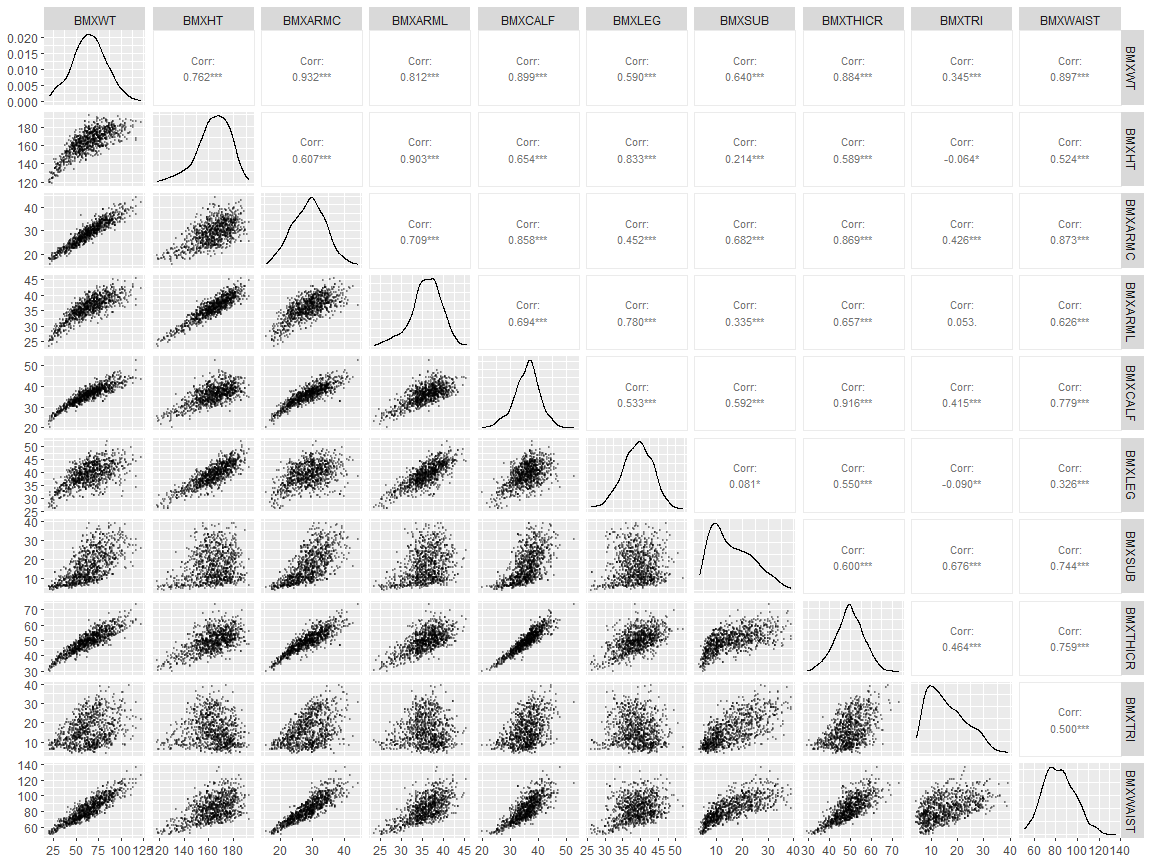 BMXWT BMXHT BMXARMC BMXARML BMXCALF BMXLEG BMXSUB BMXTHICR BMXTRI BMXWAIST
0.020
0.015
0.010
0.005
0.000
Corr: Corr: Corr: Corr: Corr: Corr: Corr: Corr: Corr:
0.762*** 0.932*** 0.812*** 0.899*** 0.590*** 0.640*** 0.884*** 0.345*** 0.897***
BMXWT
180
160
140
120
Corr: Corr: Corr: Corr: Corr: Corr: Corr: Corr:
0.607*** 0.903*** 0.654*** 0.833*** 0.214*** 0.589*** -0.064* 0.524***
BMXHT
40
30
20
Corr: Corr: Corr: Corr: Corr: Corr: Corr:
0.709*** 0.858*** 0.452*** 0.682*** 0.869*** 0.426*** 0.873***
BMXARMC
45
40
35
30
25
Corr: Corr: Corr: Corr: Corr: Corr:
0.694*** 0.780*** 0.335*** 0.657*** 0.053. 0.626***
BMXARML
50
40
30
20
Corr: Corr: Corr: Corr: Corr:
0.533*** 0.592*** 0.916*** 0.415*** 0.779***
BMXCALF
50
45
40
35
30
25
Corr: Corr: Corr: Corr:
0.081* 0.550*** -0.090** 0.326***
BMXLEG
40
30
20
10
Corr: Corr: Corr:
0.600*** 0.676*** 0.744***
BMXSUB
70
60
50
40
30
Corr: Corr:
0.464*** 0.759***
BMXTHICR
40
30
20
10
Corr:
0.500***
BMXTRI
140
120
100
80
60
BMXWAIST
25 50 75 100 125 120 140 160 180 20 30 40 25 30 35 40 45 20 30 40 50 25 30 35 40 45 50 10 20 30 40 30 40 50 60 70 10 20 30 40 60 80 100 120 140